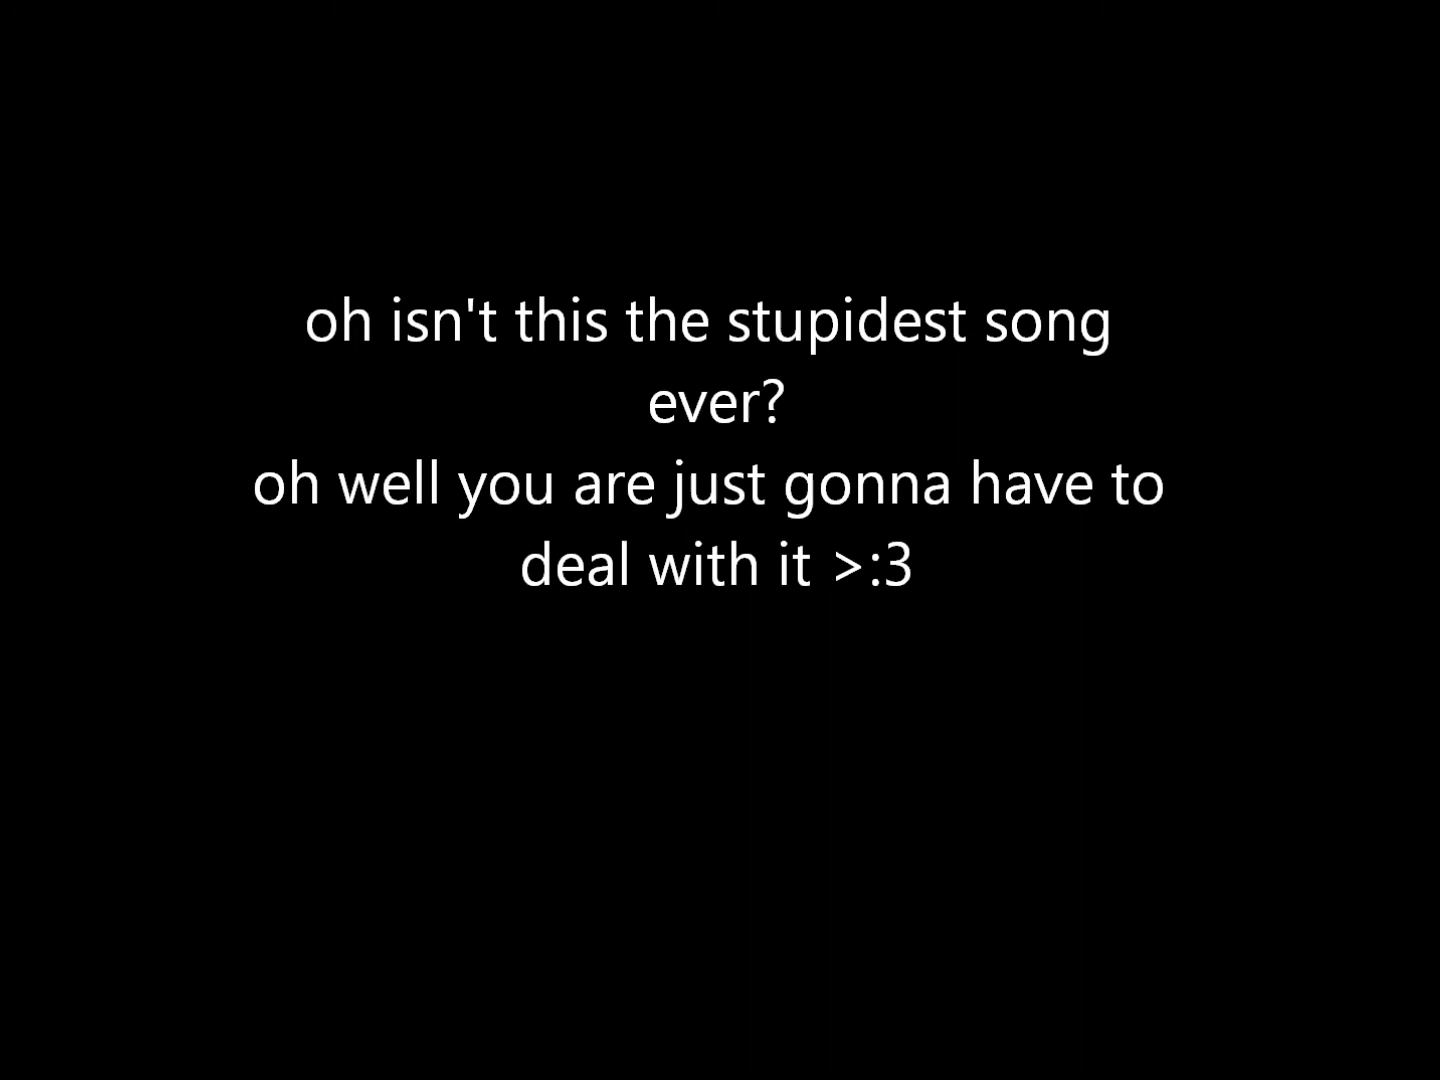 oh isn't this the stupidest song
ever?
oh well you are just gonna have to
deal with it >:3